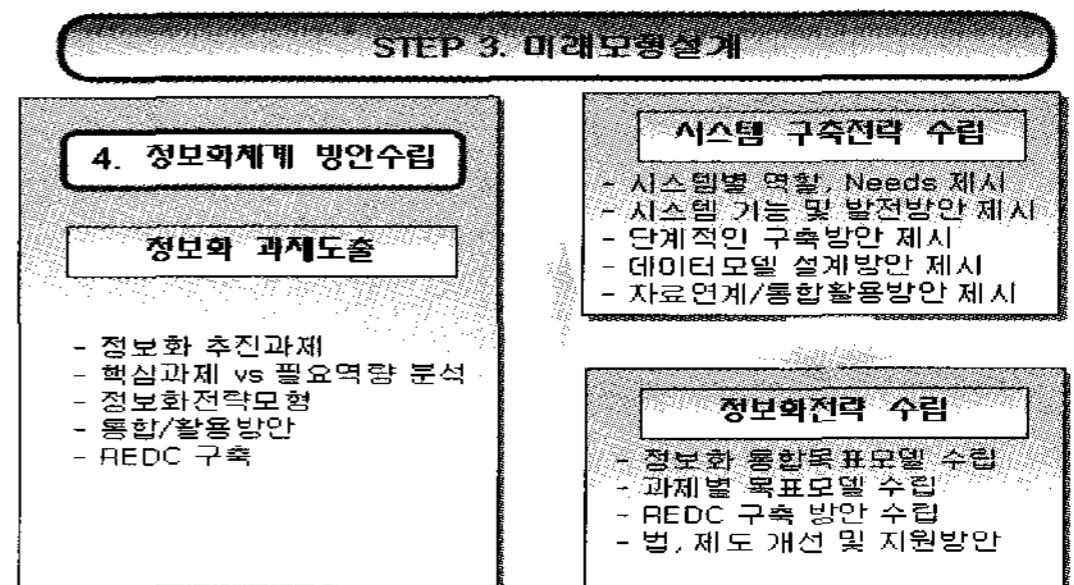 STEP 3. 미래모형설계
4. 정보화체계 방안수립
정보화 과제도출
- 정보화 추진과제
- 핵심과제 vs 필요역량 분석
- 정보화전략모형
- 통합/활용방안
- REDC 구축
시스템 구축전략 수립
- 시스템별 역할, Needs 제시
- 시스템 기능 및 발전방안 제시
- 단계적인 구축방안 제시
- 데이터모델 설계방안 제시
- 자료연계/통합활용방안 제시
정보화전략 수립
- 정보화 통합목표모델 수립
- 과제별 목표모델 수립
- REDC 구축 방안 수립
- 법, 제도 개선 및 지원방안